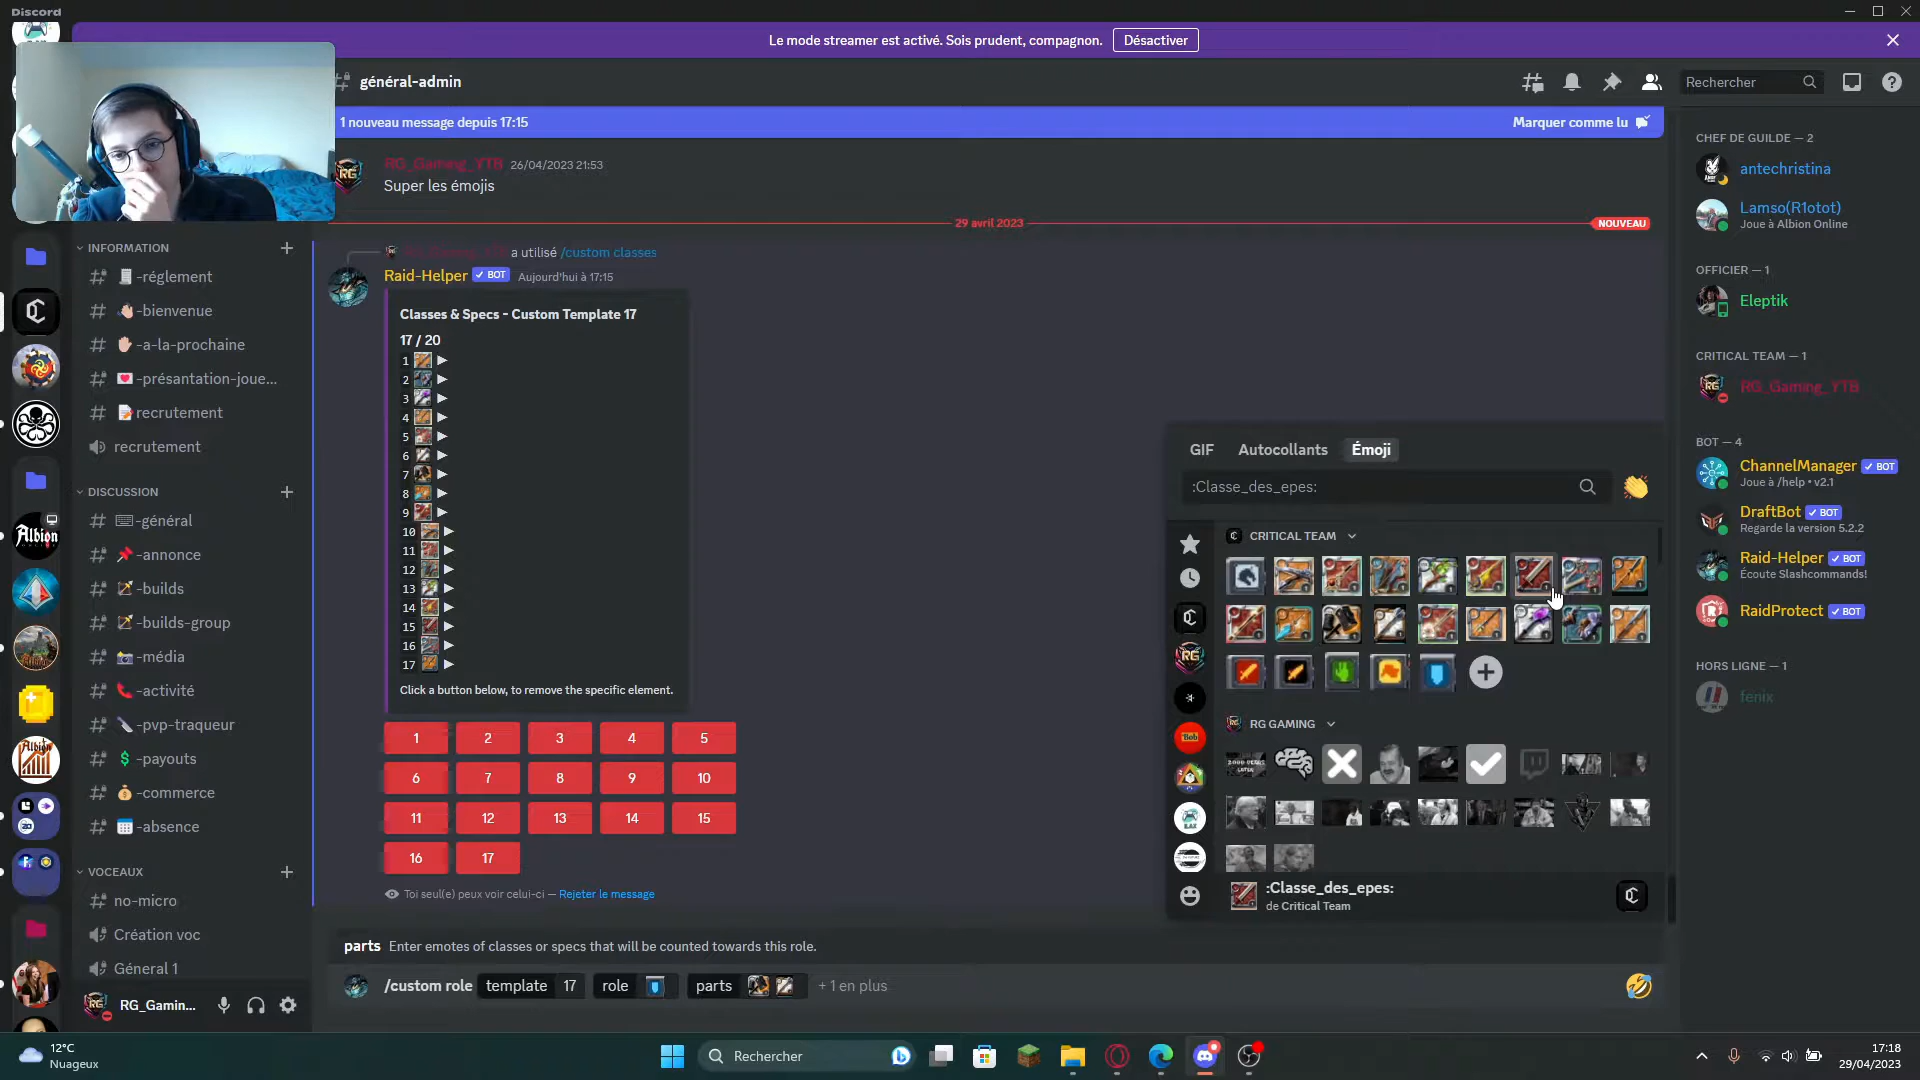 Discord
Le mode streamer est activé. Sois prudent, compagnon.
Désactiver
général-admin
Rechercher
1 nouveau message depuis 17:15
Marquer comme lu
RG_Gaming_YTB 26/04/2023 21:53
Super les émojis
29 avril 2023
NOUVEAU
RG_Gaming_YTB a utilisé /custom classes
Raid-Helper BOT Aujourd'hui à 17:15
Classes & Specs - Custom Template 17
17 / 20
1
2
3
4
5
6
7
8
9
10
11
12
13
14
15
16
17
Click a button below, to remove the specific element.
1 2 3 4 5
6 7 8 9 10
11 12 13 14 15
16 17
Toi seul(e) peux voir celui-ci — Rejeter le message
INFORMATION
-réglement
-bienvenue
-a-la-prochaine
-présantation-joue...
recrutement
recrutement
DISCUSSION
-général
-annonce
-builds
-builds-group
-média
-activité
-pvp-traqueur
-payouts
-commerce
-absence
VOCEAUX
no-micro
Création voc
Géneral 1
RG_Gamin...
GIF Autocollants Émoji
:Classe_des_epes:
CRITICAL TEAM
RG GAMING
:Classe_des_epes:
de Critical Team
parts Enter emotes of classes or specs that will be counted towards this role.
/custom role template 17 role parts + 1 en plus
CHEF DE GUILDE — 2
antechristina
Lamso(R1otot)
Joue à Albion Online
OFFICIER — 1
Eleptik
CRITICAL TEAM — 1
RG_Gaming_YTB
BOT — 4
ChannelManager BOT
Joue à /help • v2.1
DraftBot BOT
Regarde la version 5.2.2
Raid-Helper BOT
Écoute Slashcommands!
RaidProtect BOT
HORS LIGNE — 1
fenix
12°C
Nuageux
Rechercher
17:18
29/04/2023